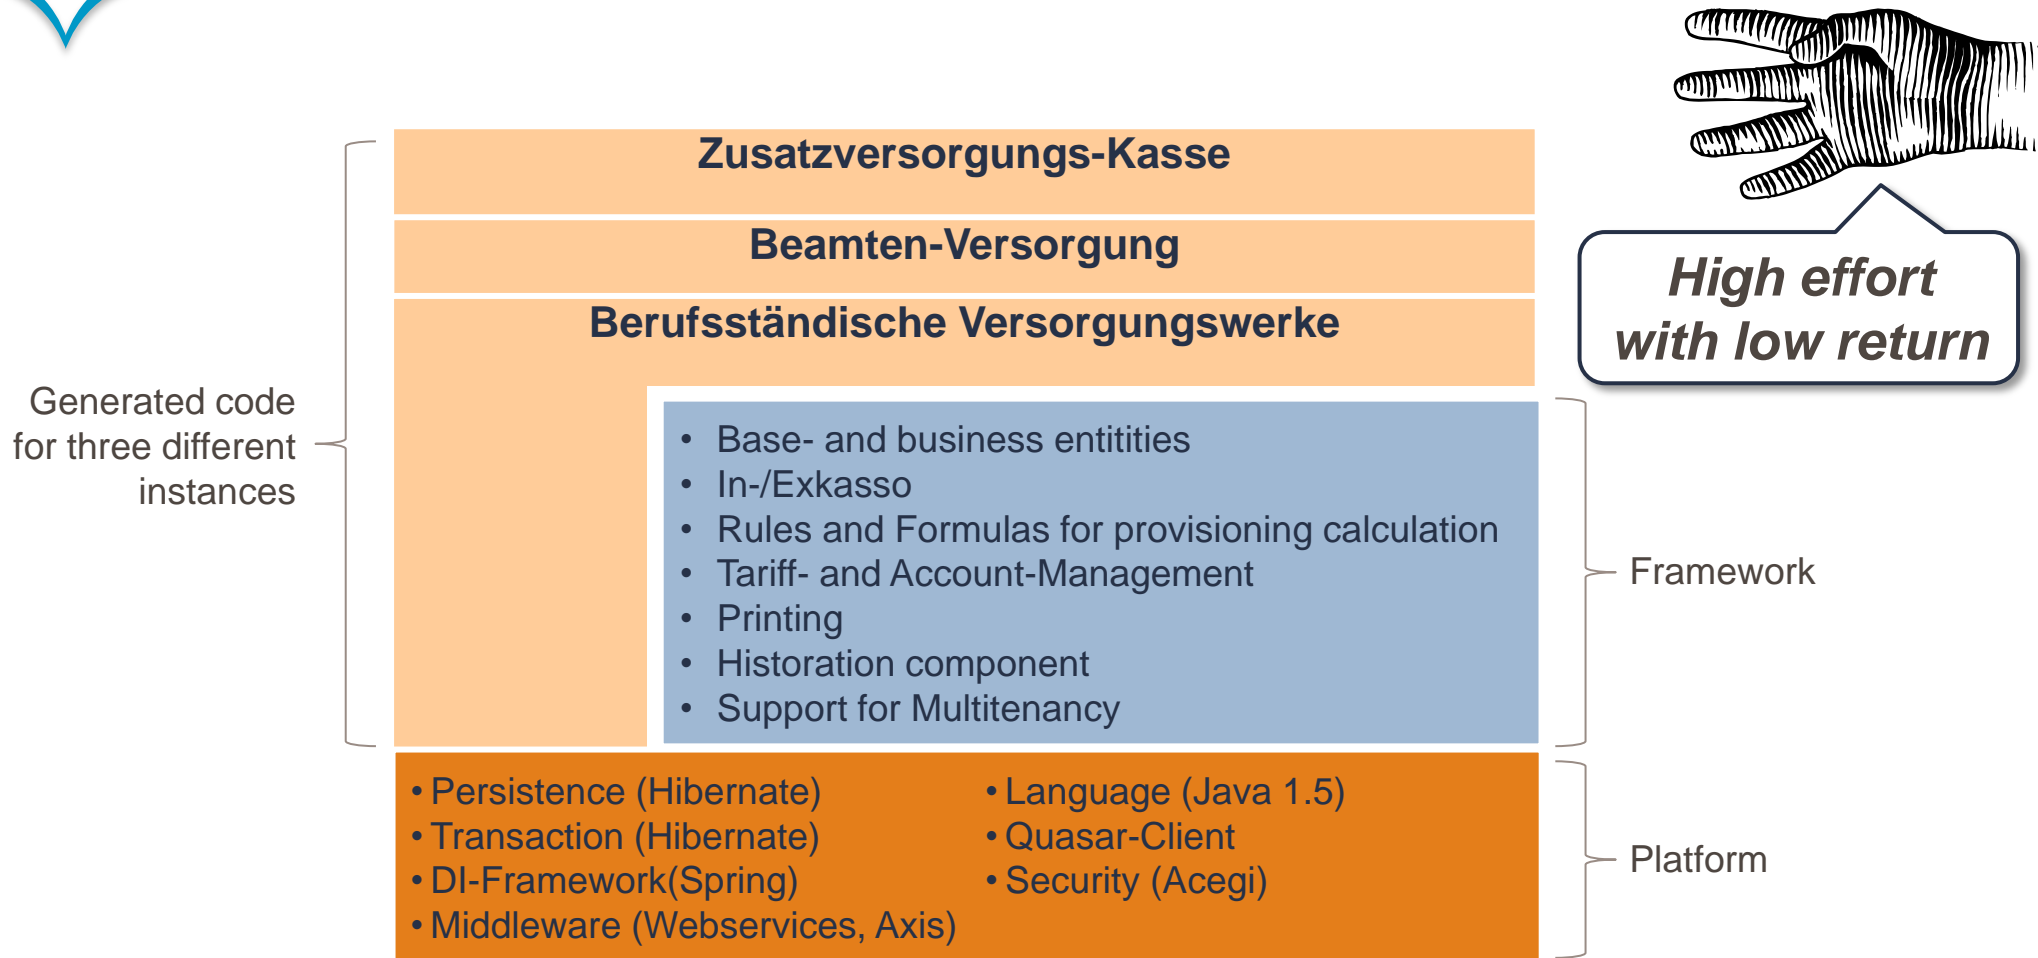 Zusatzversorgungs-Kasse
Beamten-Versorgung
Berufsständische Versorgungswerke
High effort
with low return
Generated code
for three different
instances
• Base- and business entitities
• In-/Exkasso
• Rules and Formulas for provisioning calculation
• Tariff- and Account-Management
• Printing
• Historation component
• Support for Multitenancy
Framework
• Persistence (Hibernate)
• Transaction (Hibernate)
• DI-Framework(Spring)
• Middleware (Webservices, Axis)
• Language (Java 1.5)
• Quasar-Client
• Security (Acegi)
Platform